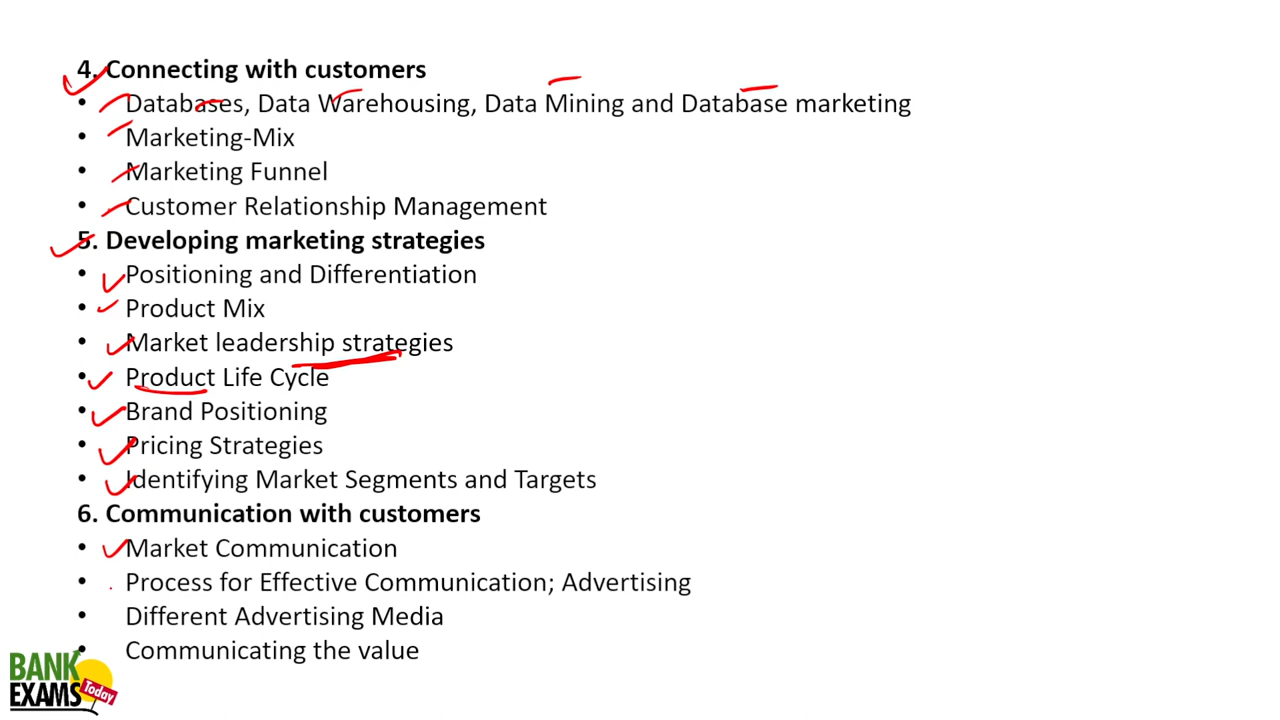 4. Connecting with customers
• Databases, Data Warehousing, Data Mining and Database marketing
• Marketing-Mix
• Marketing Funnel
• Customer Relationship Management
5. Developing marketing strategies
• Positioning and Differentiation
• Product Mix
• Market leadership strategies
• Product Life Cycle
• Brand Positioning
• Pricing Strategies
• Identifying Market Segments and Targets
6. Communication with customers
• Market Communication
• Process for Effective Communication; Advertising
• Different Advertising Media
• Communicating the value
BANK
EXAMS
Today